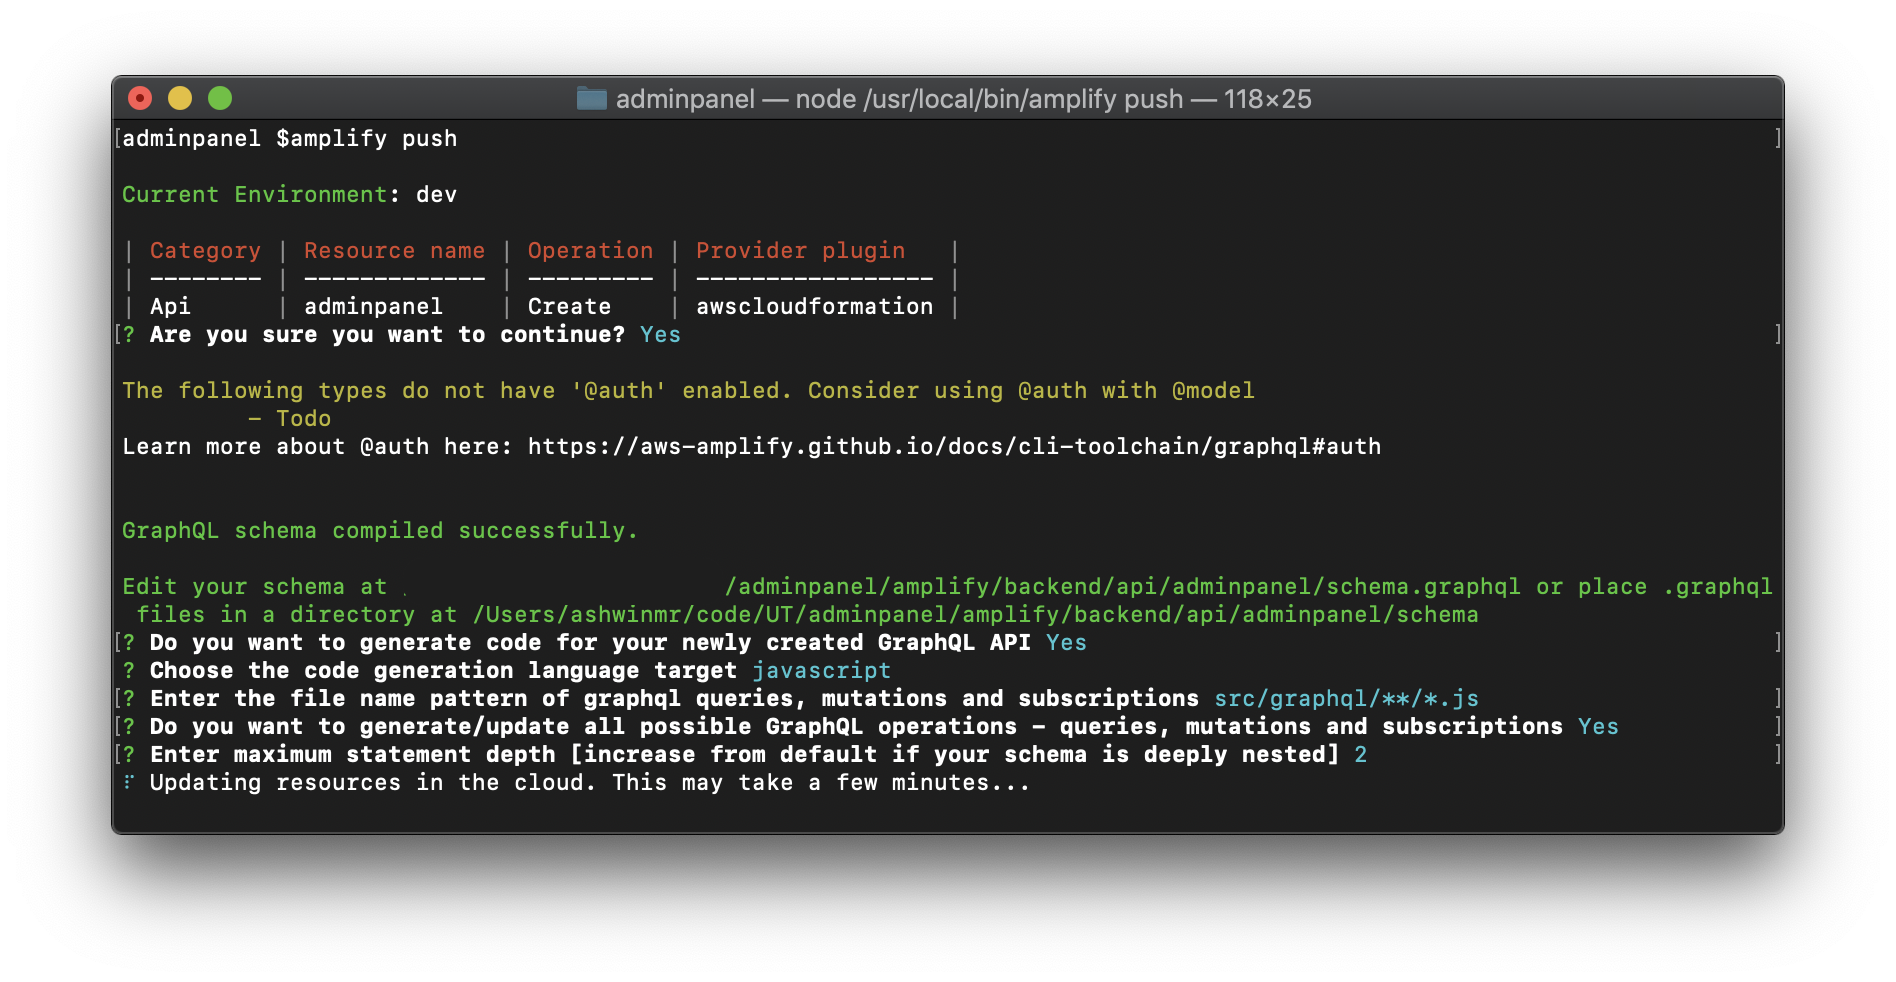 adminpanel — node /usr/local/bin/amplify push — 118×25
[adminpanel $amplify push ]
Current Environment: dev
| Category | Resource name | Operation | Provider plugin |
| -------- | ------------- | --------- | ----------------- |
| Api | adminpanel | Create | awscloudformation |
[? Are you sure you want to continue? Yes ]
The following types do not have '@auth' enabled. Consider using @auth with @model
- Todo
Learn more about @auth here: https://aws-amplify.github.io/docs/cli-toolchain/graphql#auth
GraphQL schema compiled successfully.
Edit your schema at /adminpanel/amplify/backend/api/adminpanel/schema.graphql or place .graphql
files in a directory at /Users/ashwinmr/code/UT/adminpanel/amplify/backend/api/adminpanel/schema
[? Do you want to generate code for your newly created GraphQL API Yes ]
? Choose the code generation language target javascript
[? Enter the file name pattern of graphql queries, mutations and subscriptions src/graphql/**/*.js ]
[? Do you want to generate/update all possible GraphQL operations - queries, mutations and subscriptions Yes ]
[? Enter maximum statement depth [increase from default if your schema is deeply nested] 2 ]
⠏ Updating resources in the cloud. This may take a few minutes...